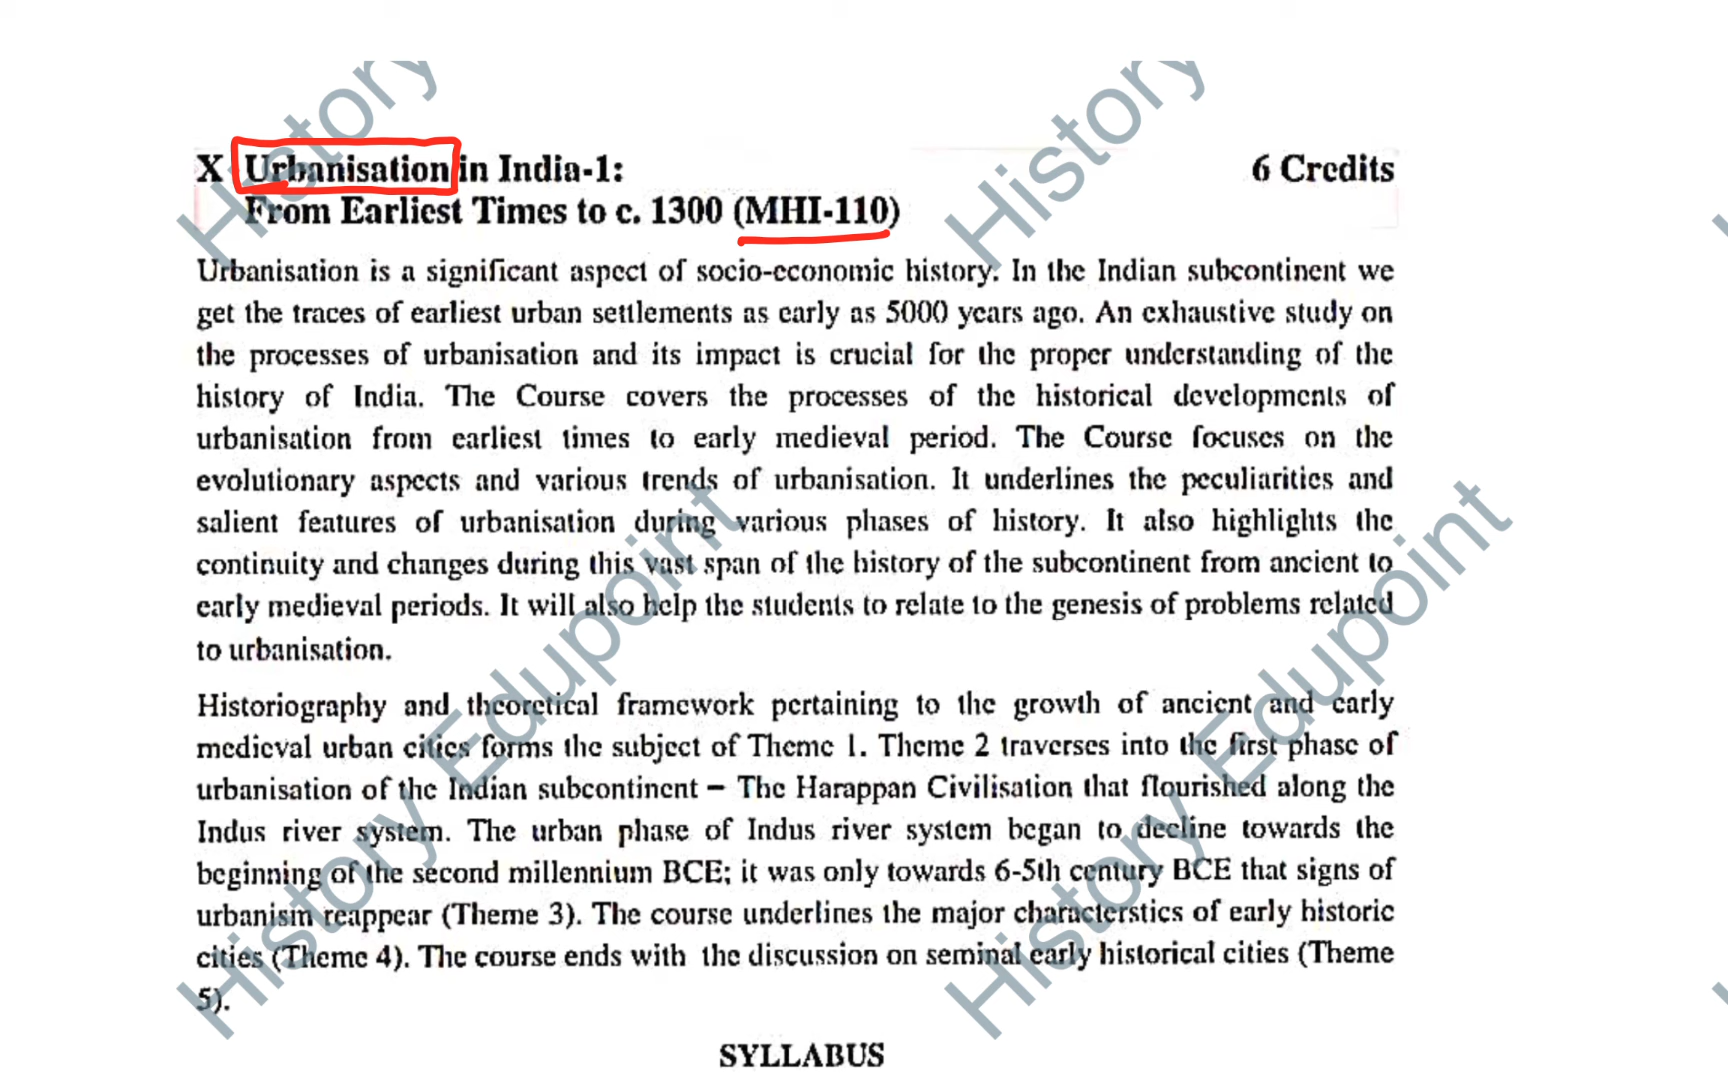 X Urbanisation in India-1: 6 Credits
From Earliest Times to c. 1300 (MHI-110)
Urbanisation is a significant aspect of socio-economic history. In the Indian subcontinent we
get the traces of earliest urban settlements as early as 5000 years ago. An exhaustive study on
the processes of urbanisation and its impact is crucial for the proper understanding of the
history of India. The Course covers the processes of the historical developments of
urbanisation from earliest times to early medieval period. The Course focuses on the
evolutionary aspects and various trends of urbanisation. It underlines the peculiarities and
salient features of urbanisation during various phases of history. It also highlights the
continuity and changes during this vast span of the history of the subcontinent from ancient to
early medieval periods. It will also help the students to relate to the genesis of problems related
to urbanisation.
Historiography and theoretical framework pertaining to the growth of ancient and early
medieval urban cities forms the subject of Theme 1. Theme 2 traverses into the first phase of
urbanisation of the Indian subcontinent – The Harappan Civilisation that flourished along the
Indus river system. The urban phase of Indus river system began to decline towards the
beginning of the second millennium BCE; it was only towards 6-5th century BCE that signs of
urbanism reappear (Theme 3). The course underlines the major characterstics of early historic
cities (Theme 4). The course ends with the discussion on seminal early historical cities (Theme
5).
SYLLABUS
History
History
History Edupoint
History Edupoint